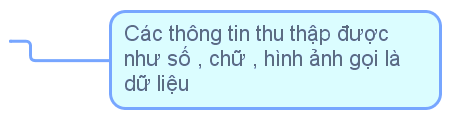 Các thông tin thu thập được
như số , chữ , hình ảnh gọi là
dữ liệu